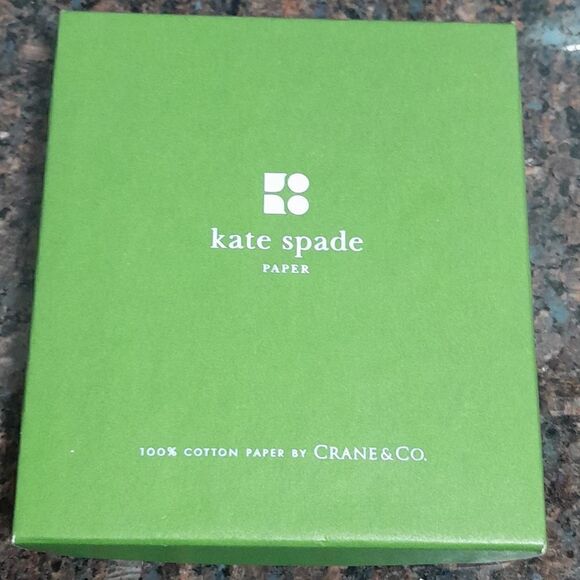 kate spade
PAPER
100% COTTON PAPER BY CRANE & CO.